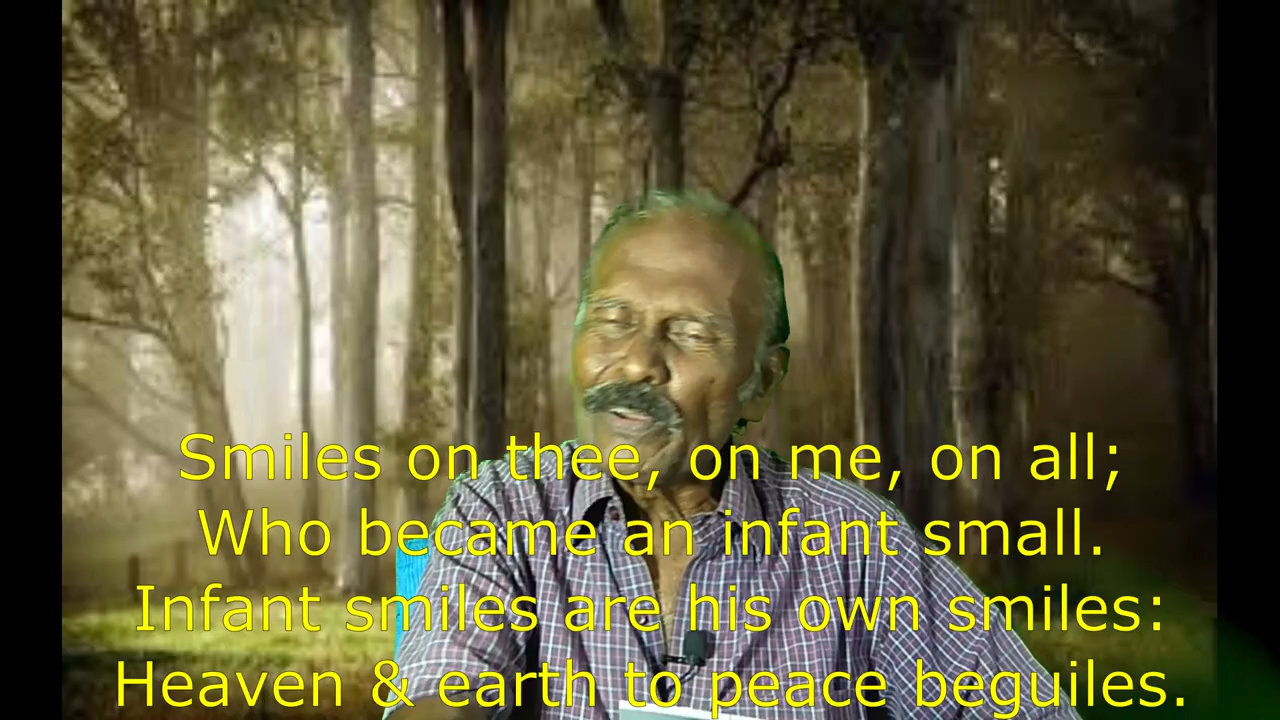 Smiles on thee, on me, on all;
Who became an infant small.
Infant smiles are his own smiles:
Heaven & earth to peace beguiles.